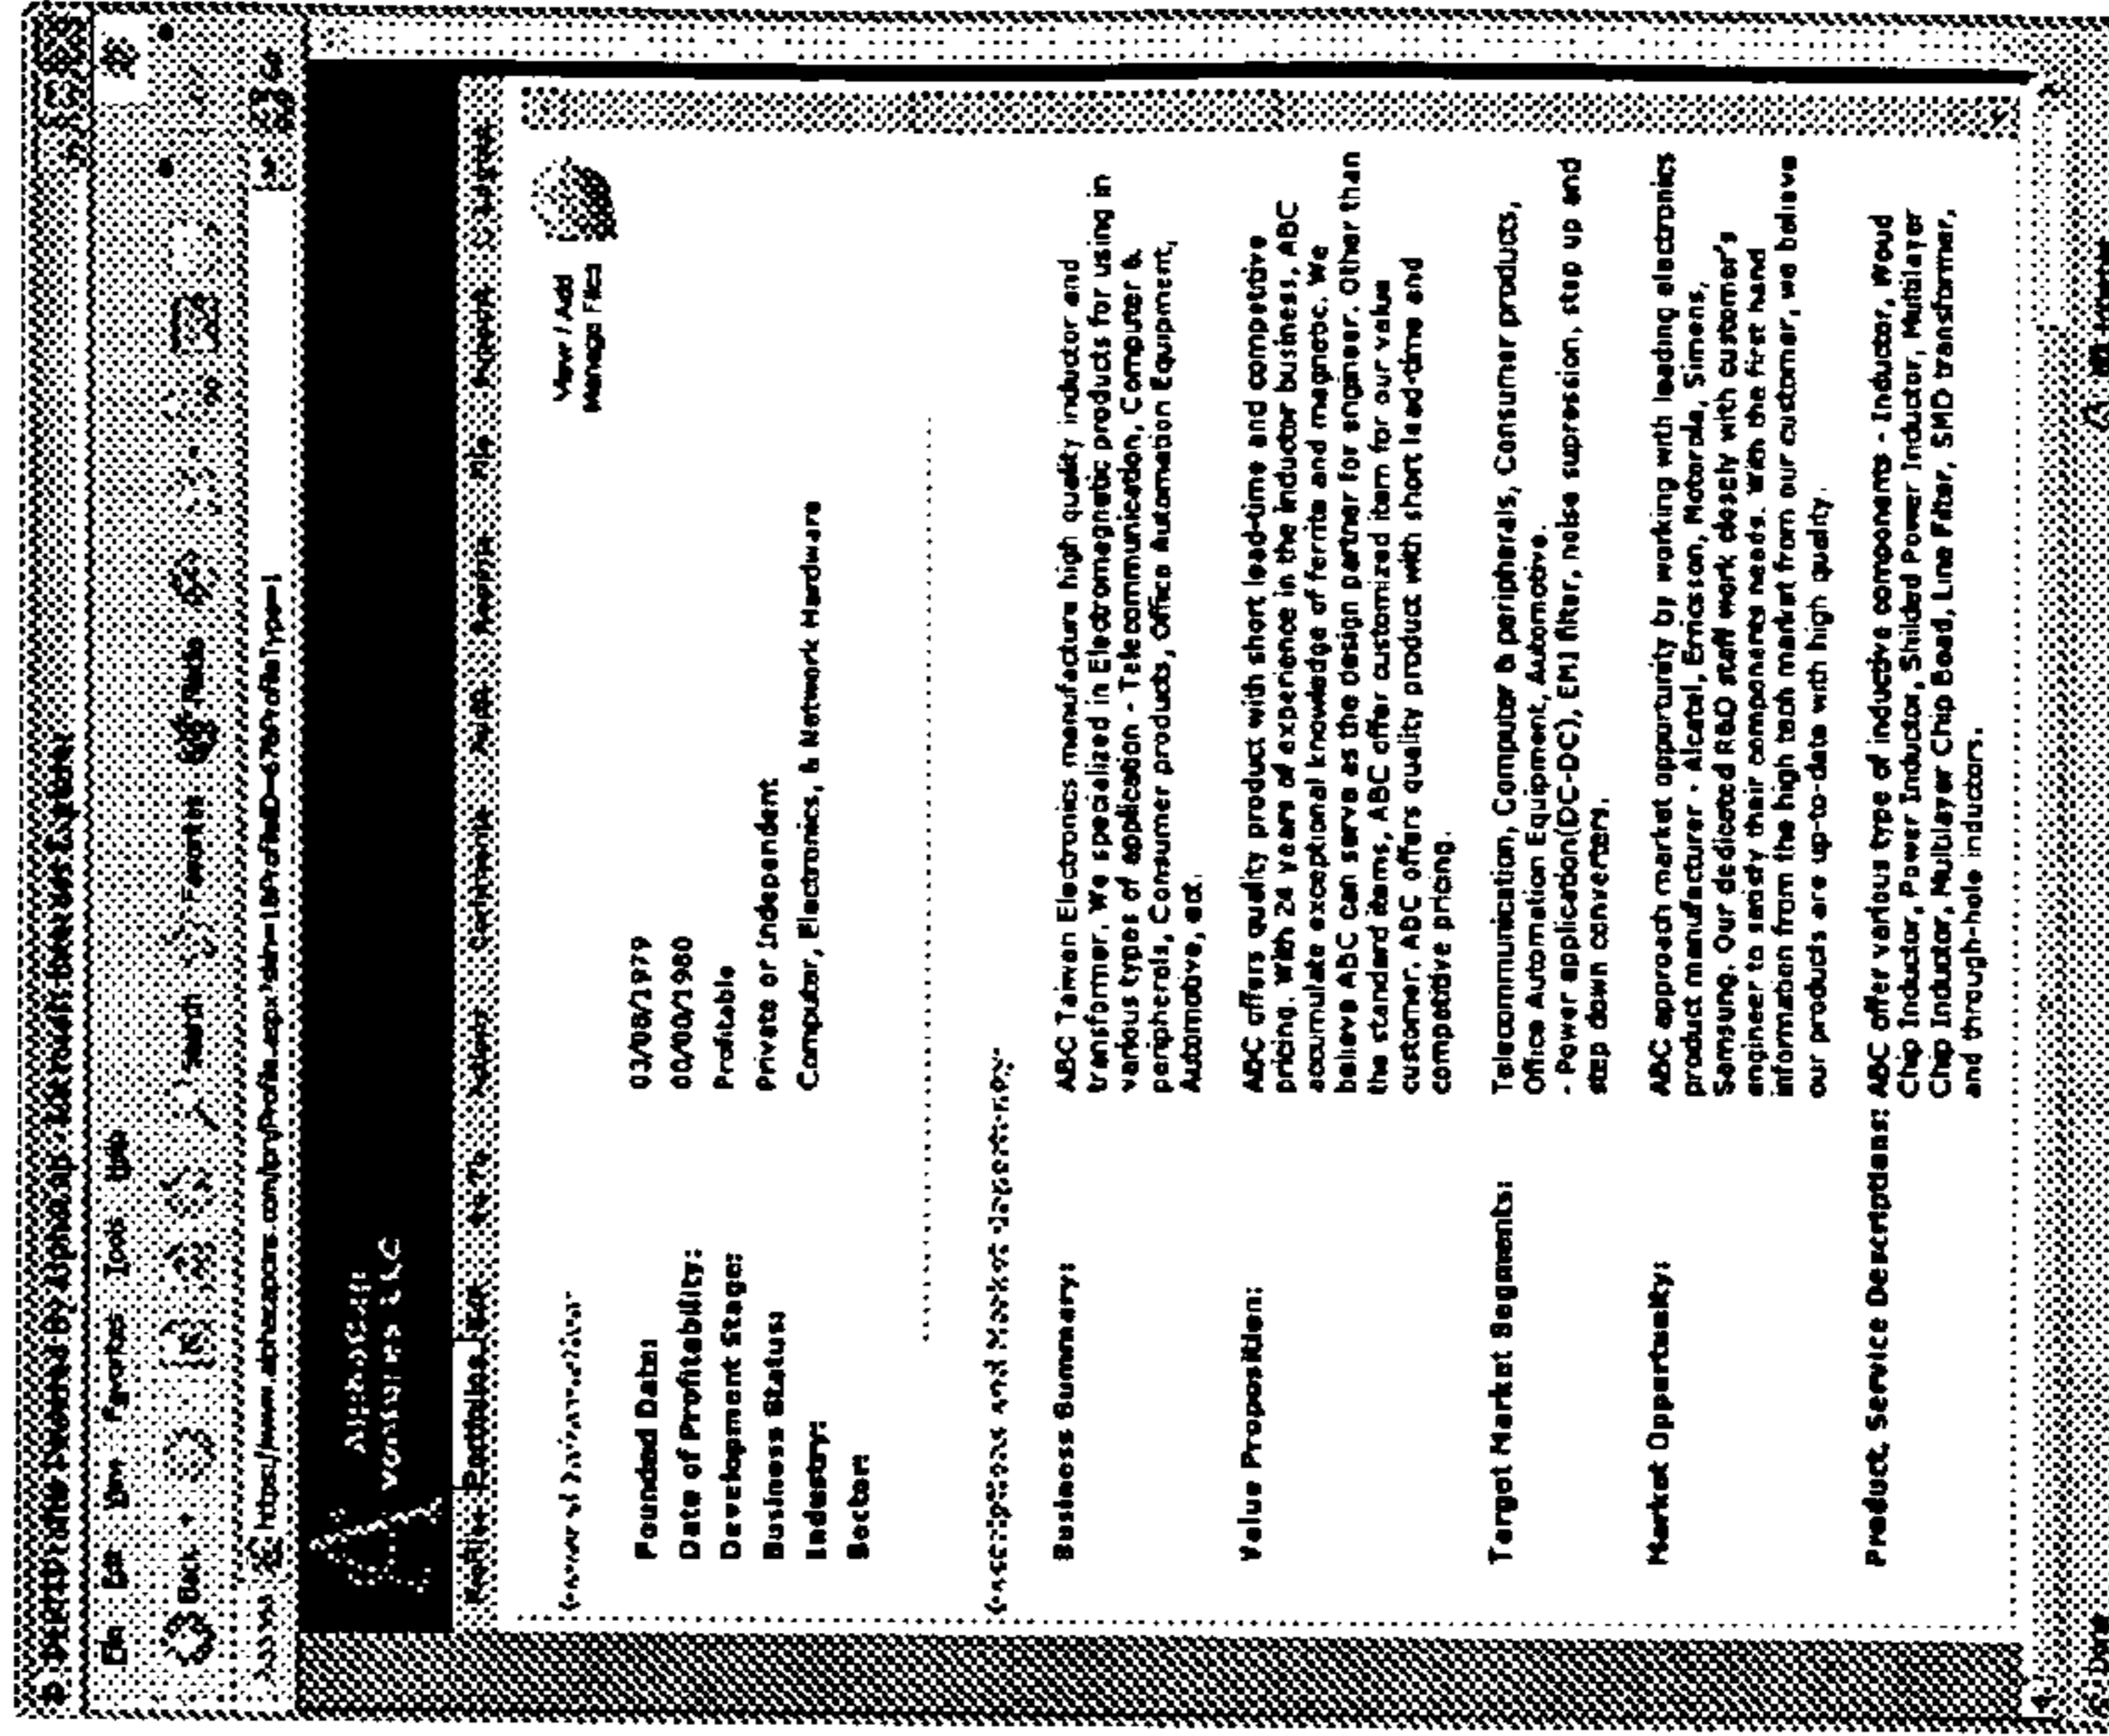 File Edit View Favorites Tools Help
Back Search Favorites Media
Portfolios Edit
View / Add
Manage Files
General Information
Founded Date: 03/08/1979
Date of Profitability: 00/00/1980
Development Stage: Profitable
Business Status: Private or Independent
Industry: Computer, Electronics, & Network Hardware
Sector:
Descriptions and Market Opportunity
Business Summary: ABC Taiwan Electronics manufacture high quality inductor and
transformer. We specialized in Electromagnetic products for using in
various types of application - Telecommunication, Computer &
peripherals, Consumer products, Office Automation Equipment,
Automotive, ect.
Value Proposition: ABC offers quality product with short lead-time and competitive
pricing. With 24 years of experience in the inductor business, ABC
accumulate exceptional knowledge of ferrite and magnetic. We
believe ABC can serve as the design partner for engineer. Other than
the standard items, ABC offer customized item for our value
customer. ABC offers quality product with short lead-time and
competitive pricing.
Target Market Segments: Telecommunication, Computer & peripherals, Consumer products,
Office Automation Equipment, Automotive.
- Power application(DC-DC), EMI filter, noise supression, step up and
step down converters.
Market Opportunity: ABC approach market opportunity by working with leading electronics
product manufacturer - Alcatel, Ericsson, Motorola, Simens,
Samsung. Our dedicated R&D staff work closely with customer's
engineer to satisfy their components needs. With the first hand
information from the high tech market from our customer, we believe
our products are up-to-date with high quality.
Product Service Descriptions: ABC offer various type of inductive components - Inductor, Woud
Chip Inductor, Power Inductor, Shilded Power Inductor, Multilayer
Chip Inductor, Multilayer Chip Bead, Line Filter, SMD transformer,
and through-hole inductors.
Done